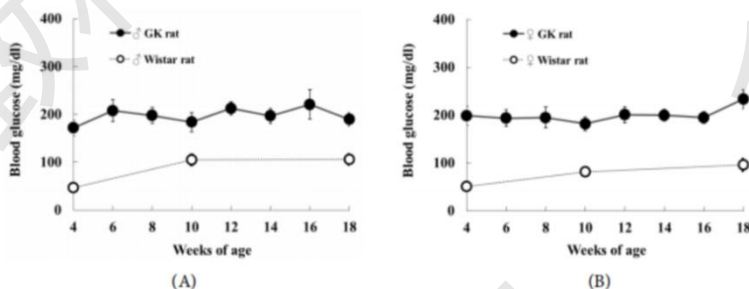 400
300
200
100
0
Blood glucose (mg/dl)
♂ GK rat
♂ Wistar rat
4 6 8 10 12 14 16 18
Weeks of age
(A)
400
300
200
100
0
Blood glucose (mg/dl)
♀ GK rat
♀ Wistar rat
4 6 8 10 12 14 16 18
Weeks of age
(B)